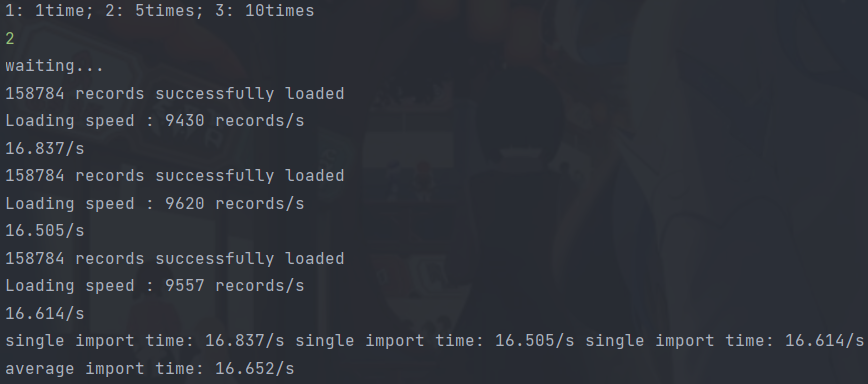 1: 1time; 2: 5times; 3: 10times
2
waiting...
158784 records successfully loaded
Loading speed : 9430 records/s
16.837/s
158784 records successfully loaded
Loading speed : 9620 records/s
16.505/s
158784 records successfully loaded
Loading speed : 9557 records/s
16.614/s
single import time: 16.837/s single import time: 16.505/s single import time: 16.614/s
average import time: 16.652/s